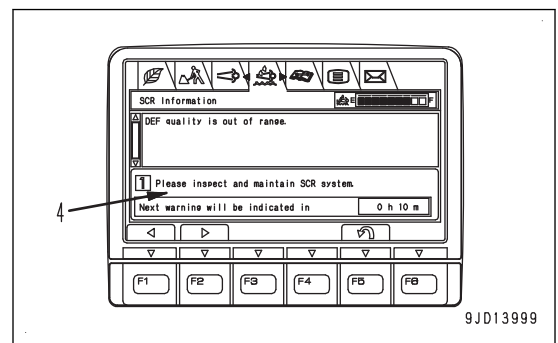 SCR Information
E F
DEF quality is out of range.
1 Please inspect and maintain SCR system.
Next warning will be indicated in 0 h 10 m
4
F1 F2 F3 F4 F5 F6
9JD13999